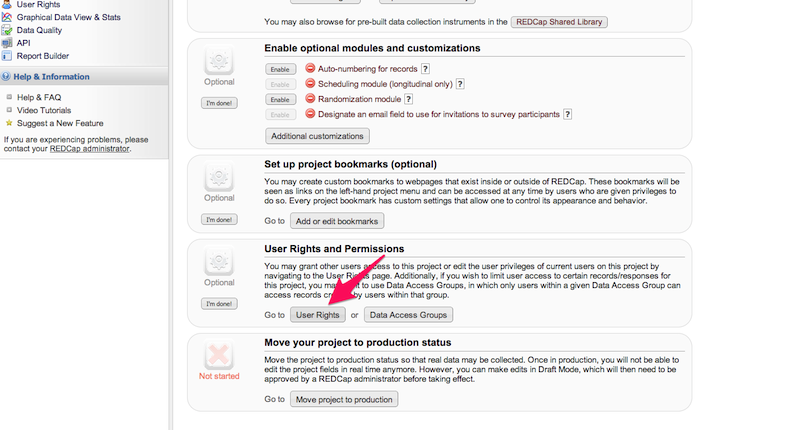 User Rights
Graphical Data View & Stats
Data Quality
API
Report Builder
Help & Information
Help & FAQ
Video Tutorials
Suggest a New Feature
If you are experiencing problems, please
contact your REDCap administrator.
You may also browse for pre-built data collection instruments in the REDCap Shared Library
Optional
I'm done!
Enable optional modules and customizations
Enable Auto-numbering for records ?
Enable Scheduling module (longitudinal only) ?
Enable Randomization module ?
Enable Designate an email field to use for invitations to survey participants ?
Additional customizations
Optional
I'm done!
Set up project bookmarks (optional)
You may create custom bookmarks to webpages that exist inside or outside of REDCap. These bookmarks will be
seen as links on the left-hand project menu and can be accessed at any time by users who are given privileges to
do so. Every project bookmark has custom settings that allow one to control its appearance and behavior.
Go to Add or edit bookmarks
Optional
I'm done!
User Rights and Permissions
You may grant other users access to this project or edit the user privileges of current users on this project by
navigating to the User page. Additionally, if you wish to limit user access to certain records/responses for
this project, you may to use Data Access Groups, in which only users within a given Data Access Group can
access records by users within that group.
Go to User Rights or Data Access Groups
Not started
Move your project to production status
Move the project to production status so that real data may be collected. Once in production, you will not be able to
edit the project fields in real time anymore. However, you can make edits in Draft Mode, which will then need to be
approved by a REDCap administrator before taking effect.
Go to Move project to production